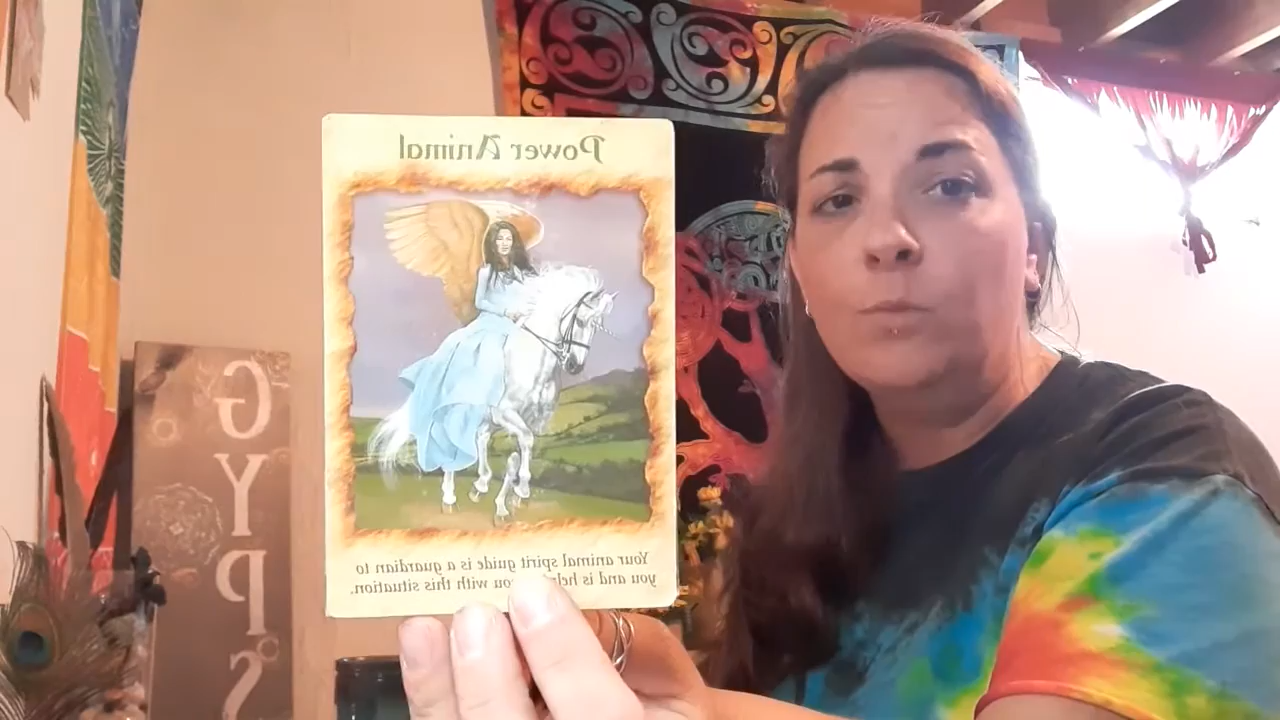 Power Animal
Your animal spirit guide is a guardian to
you and is you with this situation.
G
Y
P
S